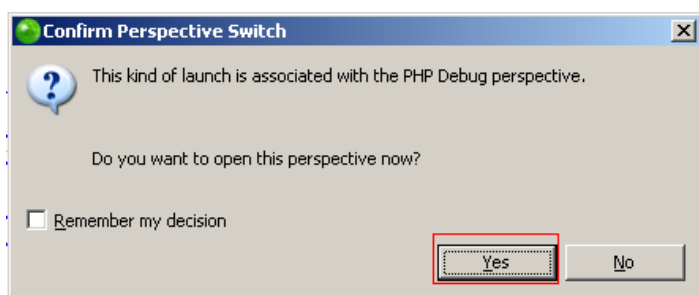 Confirm Perspective Switch
This kind of launch is associated with the PHP Debug perspective.
Do you want to open this perspective now?
Remember my decision
Yes
No